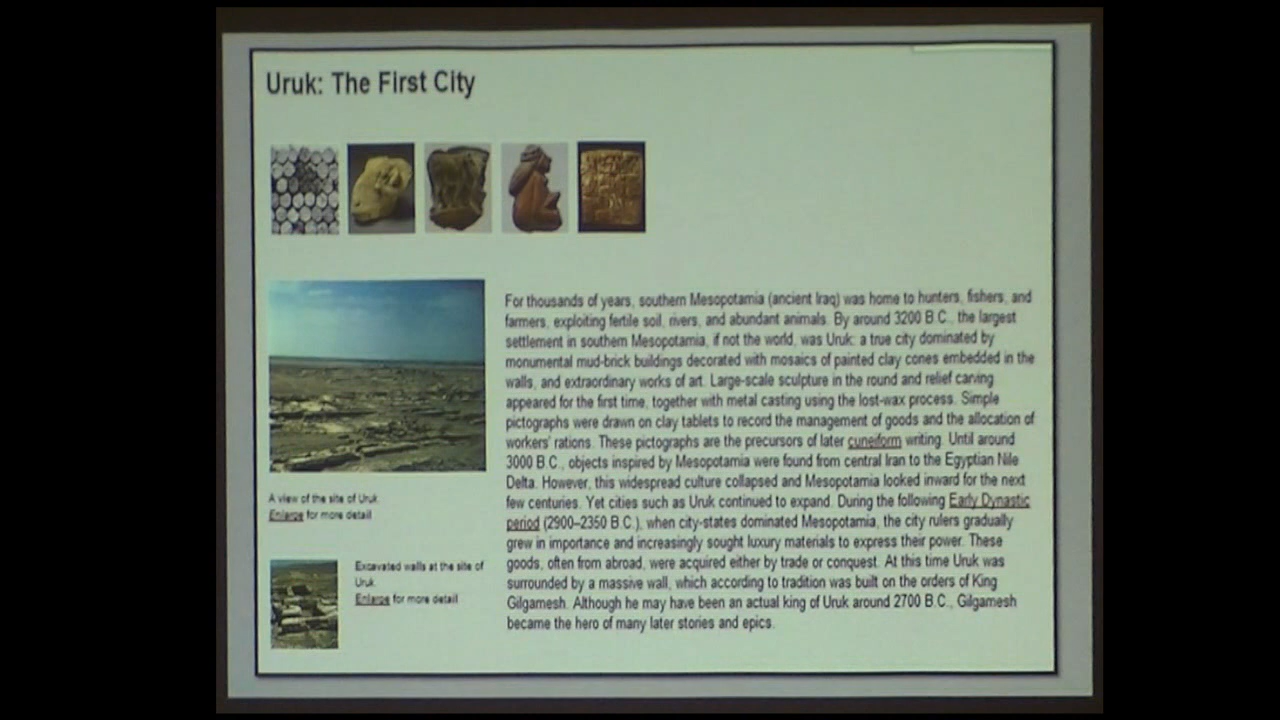 Uruk: The First City
For thousands of years, southern Mesopotamia (ancient Iraq) was home to hunters, fishers, and
farmers, exploiting fertile soil, rivers, and abundant animals. By around 3200 B.C., the largest
settlement in southern Mesopotamia, if not the world, was Uruk: a true city dominated by
monumental mud-brick buildings decorated with mosaics of painted clay cones embedded in the
walls, and extraordinary works of art. Large-scale sculpture in the round and relief carving
appeared for the first time, together with metal casting using the lost-wax process. Simple
pictographs were drawn on clay tablets to record the management of goods and the allocation of
workers' rations. These pictographs are the precursors of later cuneiform writing. Until around
3000 B.C., objects inspired by Mesopotamia were found from central Iran to the Egyptian Nile
Delta. However, this widespread culture collapsed and Mesopotamia looked inward for the next
few centuries. Yet cities such as Uruk continued to expand. During the following Early Dynastic
period (2900–2350 B.C.), when city-states dominated Mesopotamia, the city rulers gradually
grew in importance and increasingly sought luxury materials to express their power. These
goods, often from abroad, were acquired either by trade or conquest. At this time Uruk was
surrounded by a massive wall, which according to tradition was built on the orders of King
Gilgamesh. Although he may have been an actual king of Uruk around 2700 B.C., Gilgamesh
became the hero of many later stories and epics.
A view of the site of Uruk.
Enlarge for more detail
Excavated walls at the site of
Uruk.
Enlarge for more detail